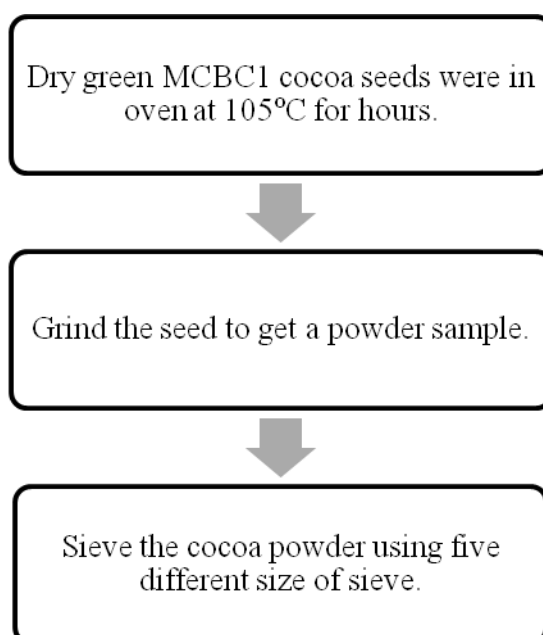 Dry green MCBC1 cocoa seeds were in
oven at 105°C for hours.
Grind the seed to get a powder sample.
Sieve the cocoa powder using five
different size of sieve.